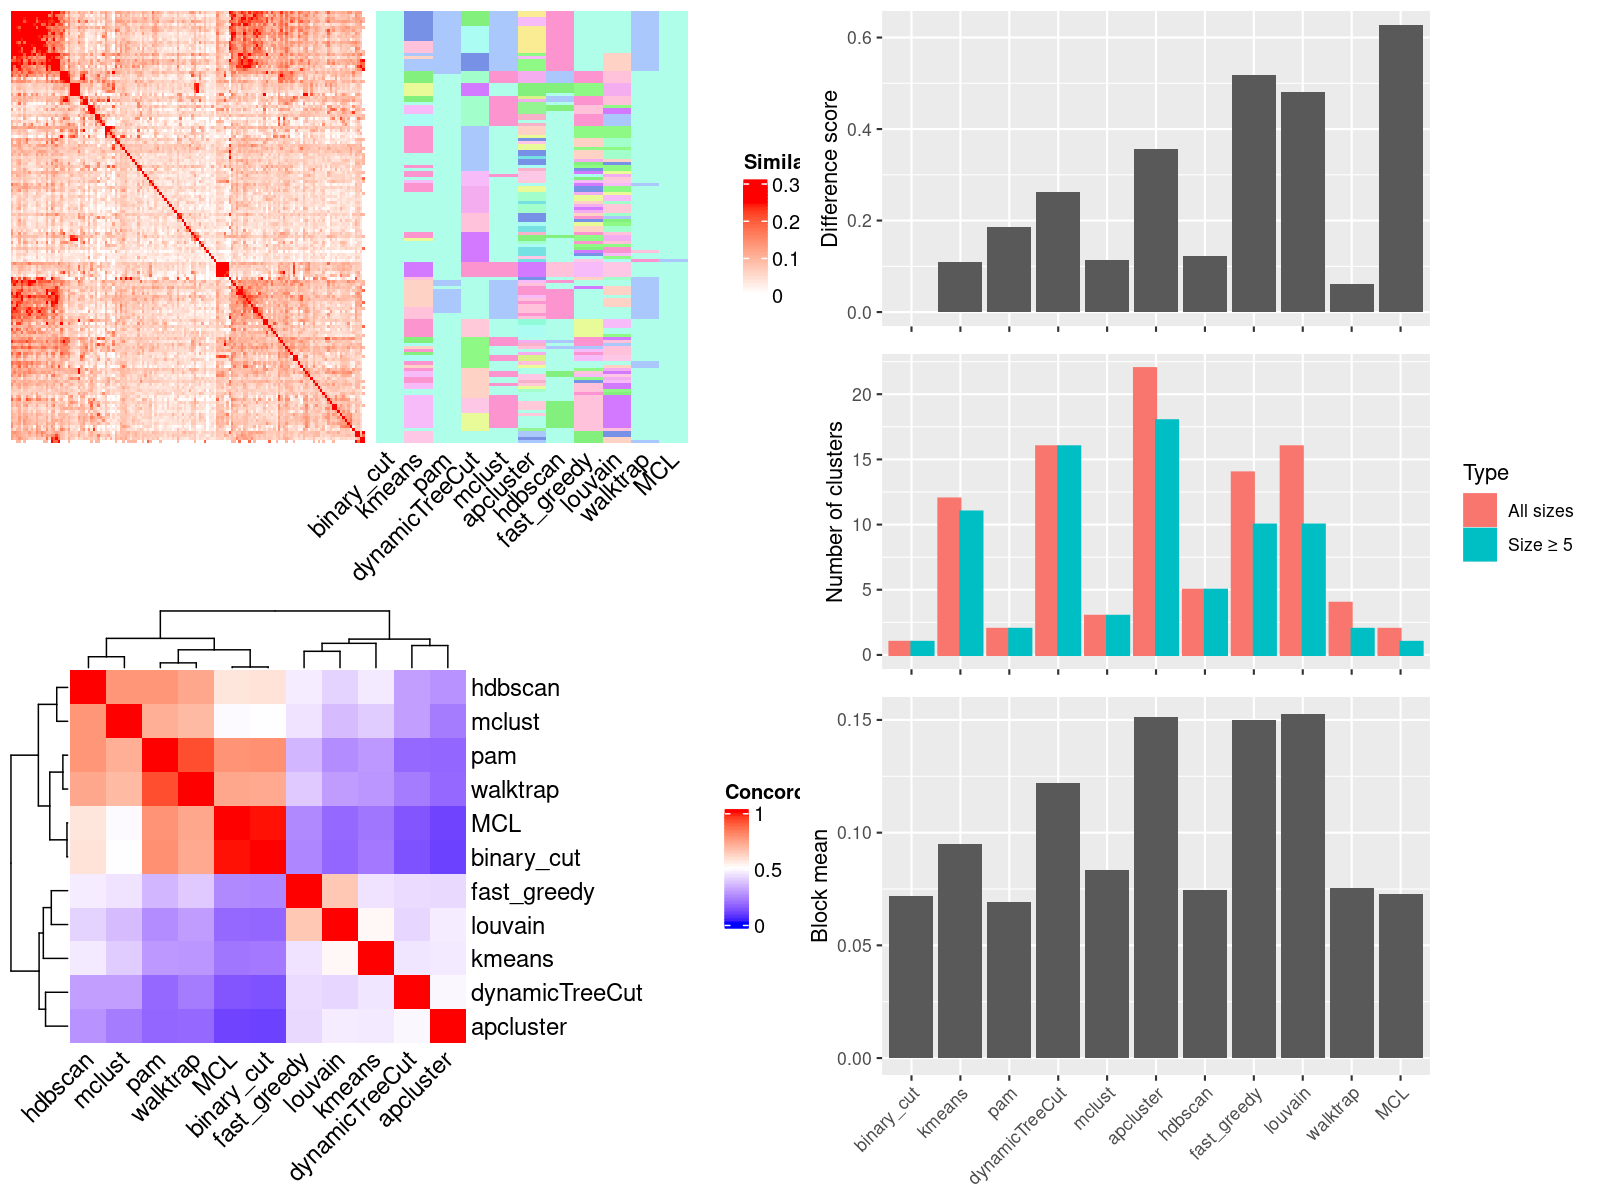 Simila
0.3
0.2
0.1
0
binary_cut
kmeans
pam
dynamicTreeCut
mclust
apcluster
hdbscan
fast_greedy
louvain
walktrap
MCL
hdbscan
mclust
pam
walktrap
MCL
binary_cut
fast_greedy
louvain
kmeans
dynamicTreeCut
apcluster
hdbscan
mclust
pam
walktrap
MCL
binary_cut
fast_greedy
louvain
kmeans
dynamicTreeCut
apcluster
Concord
1
0.5
0
Difference score
0.6
0.4
0.2
0.0
Number of clusters
20
15
10
5
0
Type
All sizes
Size ≥ 5
Block mean
0.15
0.10
0.05
0.00
binary_cut
kmeans
pam
dynamicTreeCut
mclust
apcluster
hdbscan
fast_greedy
louvain
walktrap
MCL